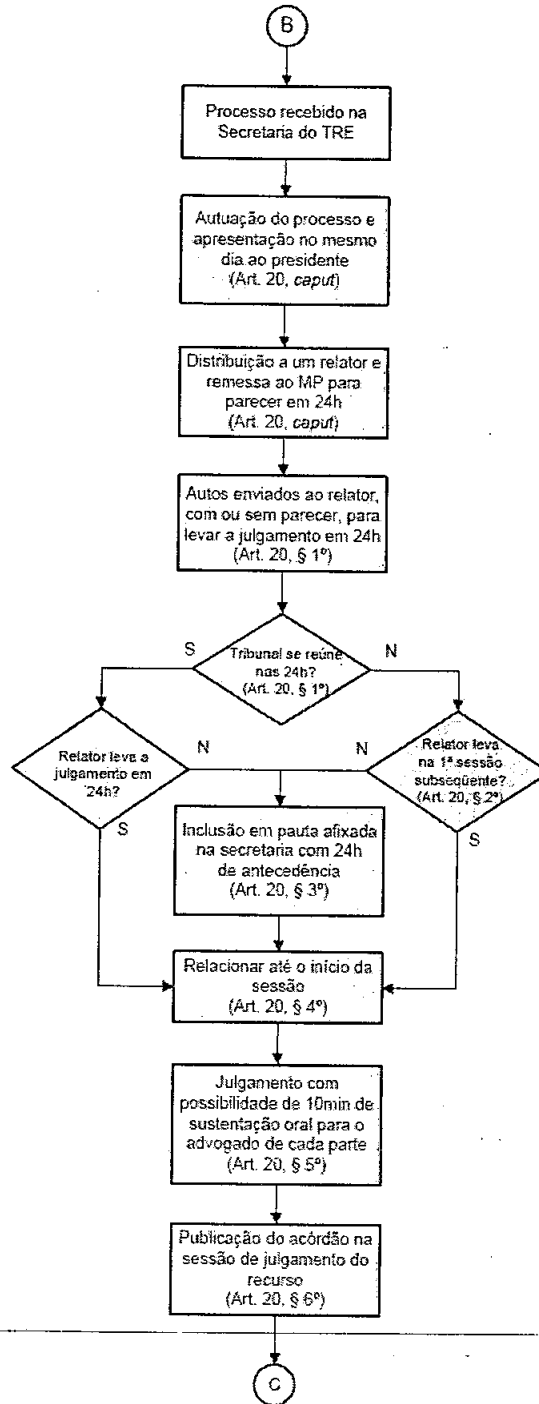 B
Processo recebido na
Secretaria do TRE
Autuação do processo e
apresentação no mesmo
dia ao presidente
(Art. 20, caput)
Distribuição a um relator e
remessa ao MP para
parecer em 24h
(Art. 20, caput)
Autos enviados ao relator,
com ou sem parecer, para
levar a julgamento em 24h
(Art. 20, § 1º)
S
Tribunal se reúne
nas 24h?
(Art. 20, § 1º)
N
Relator leva a
julgamento em
24h?
N
S
N
Relator leva
na 1ª sessão
subseqüente?
(Art. 20, § 2º)
S
Inclusão em pauta afixada
na secretaria com 24h
de antecedência
(Art. 20, § 3º)
Relacionar até o início da
sessão
(Art. 20, § 4º)
Julgamento com
possibilidade de 10min de
sustentação oral para o
advogado de cada parte
(Art. 20, § 5º)
Publicação do acórdão na
sessão de julgamento do
recurso
(Art. 20, § 6º)
C